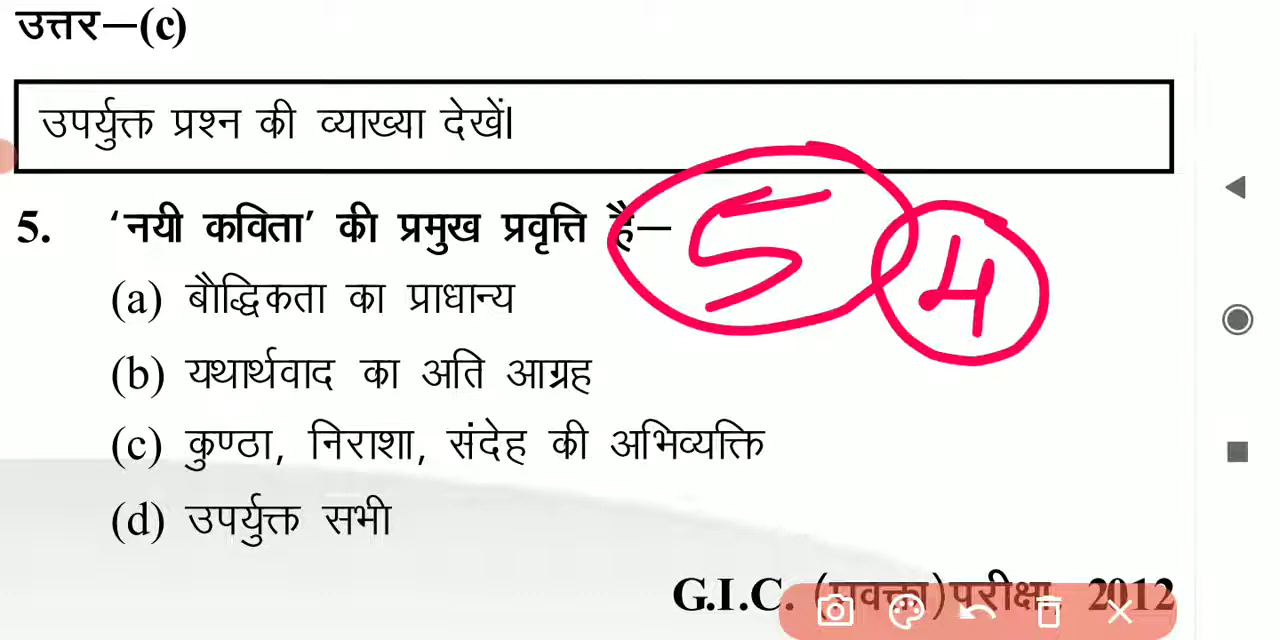 उत्तर—(c)
उपर्युक्त प्रश्न की व्याख्या देखें।
5. ‘नयी कविता’ की प्रमुख प्रवृत्ति है—
5
4
(a) बौद्धिकता का प्राधान्य
(b) यथार्थवाद का अति आग्रह
(c) कुण्ठा, निराशा, संदेह की अभिव्यक्ति
(d) उपर्युक्त सभी
G.I.C. (प्रवक्ता) परीक्षा, 2012